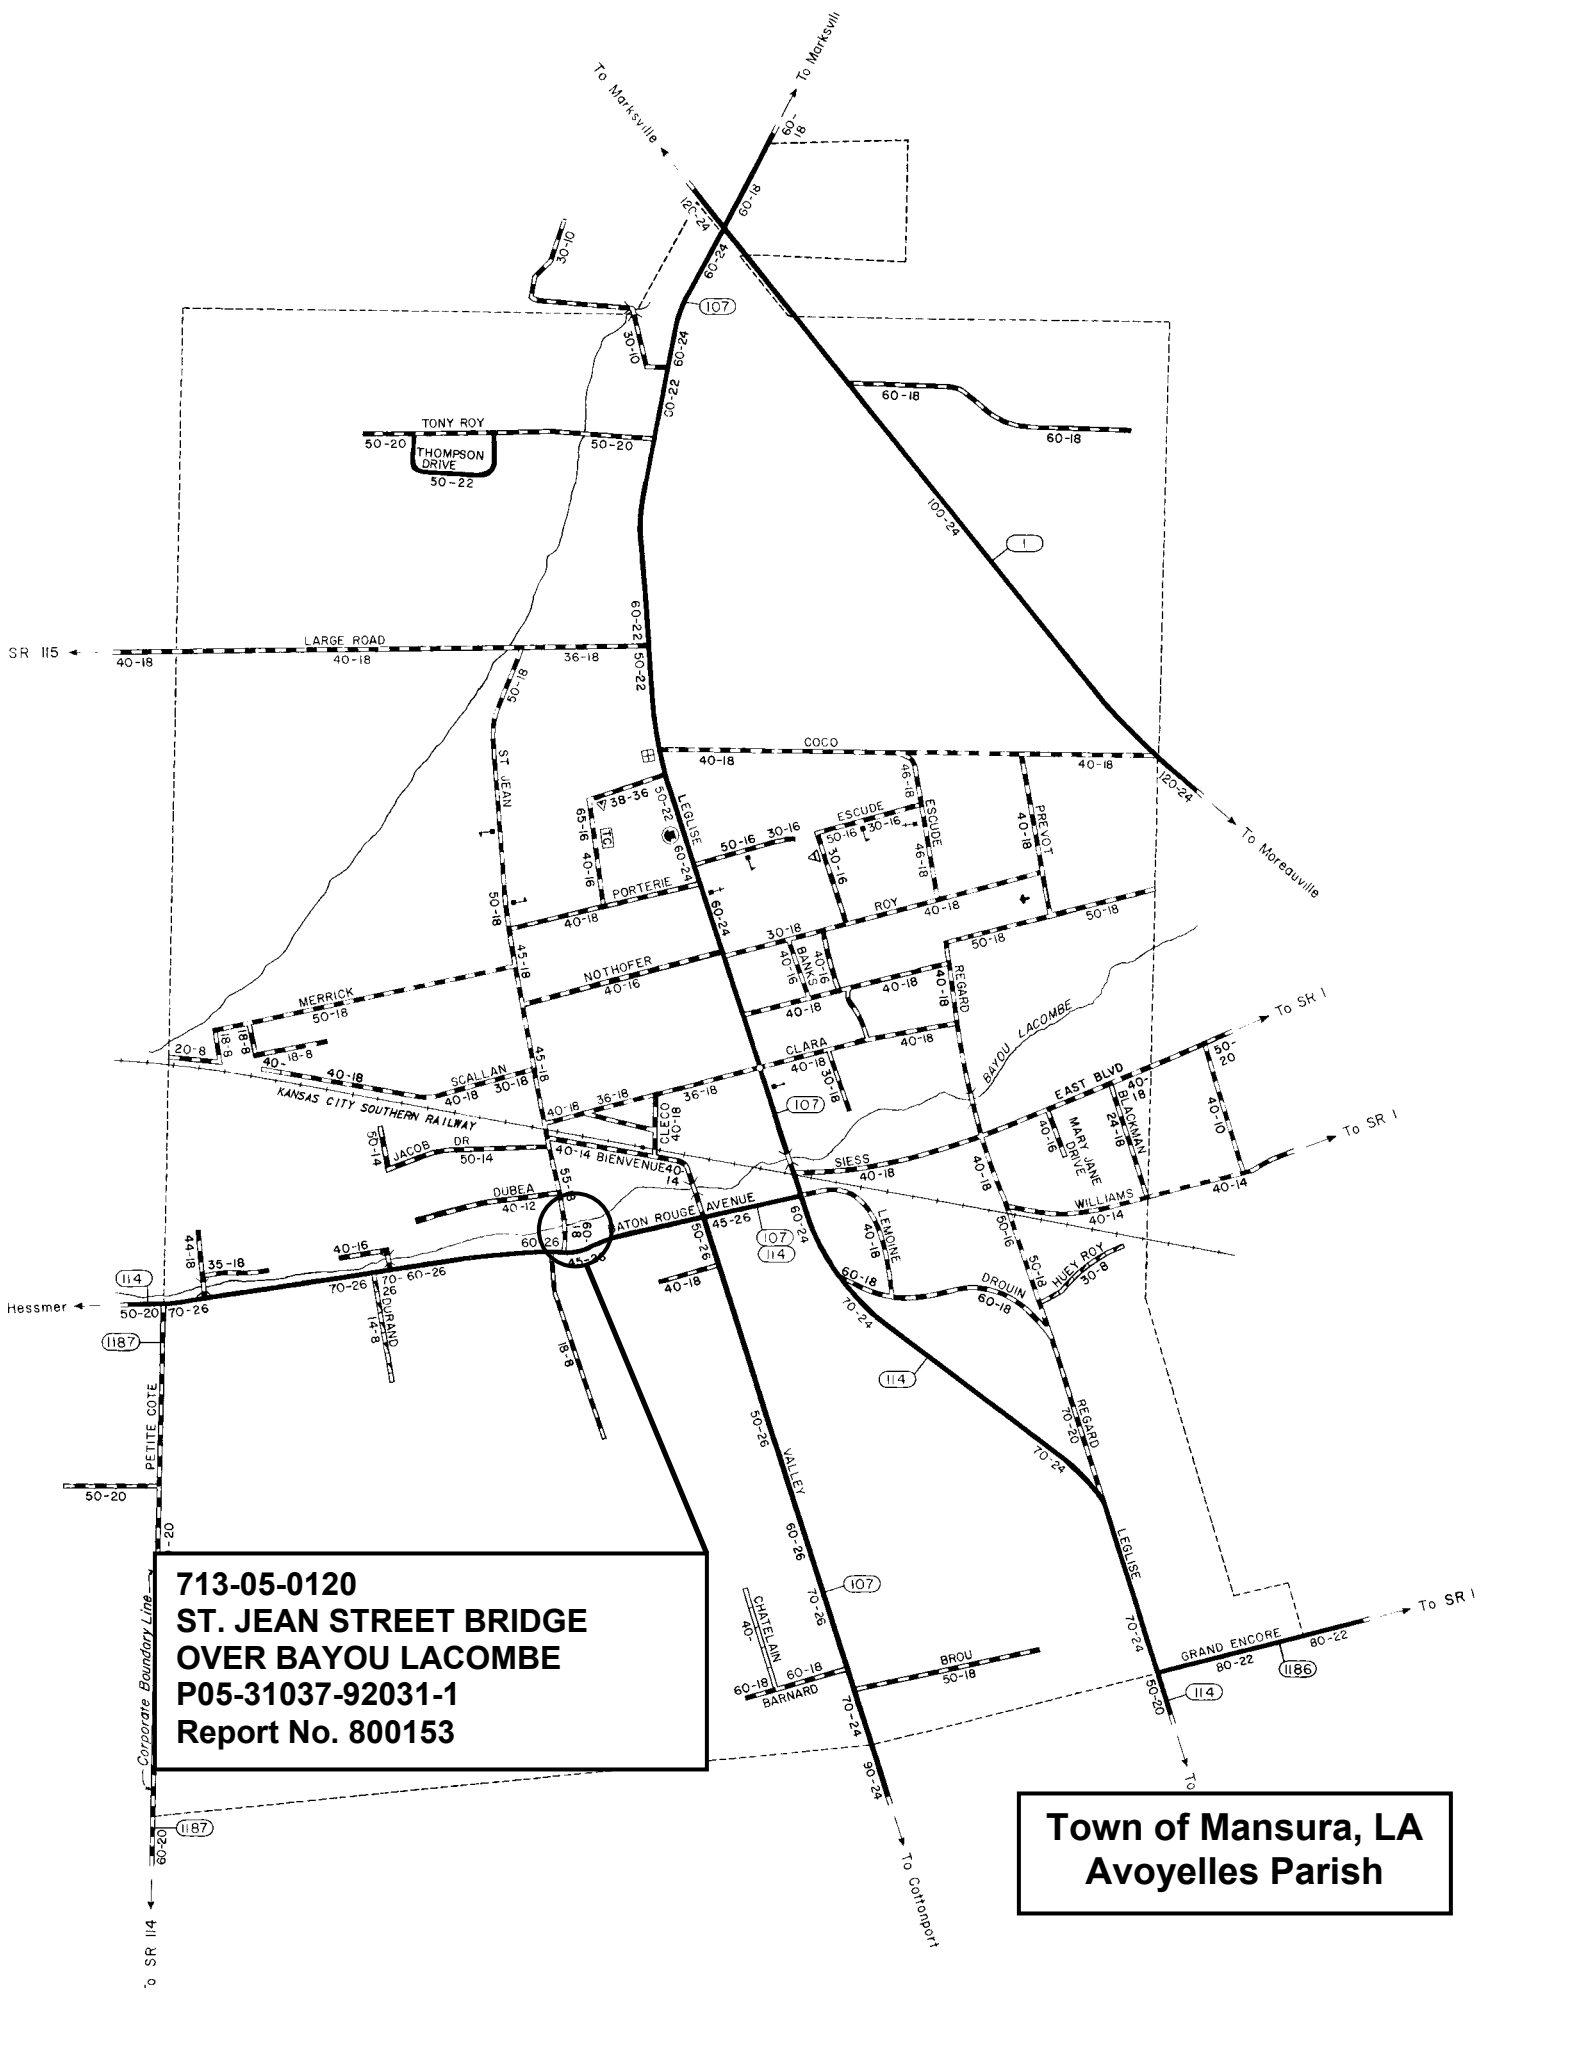 To Marksvill
To Marksville
60-18
120-24
60-18
30-10
60-24
107
30-10
60-24
60-22
60-18
60-18
TONY ROY
50-20
50-20
THOMPSON
DRIVE
50-22
100-24
1
60-22
LARGE ROAD
SR 115
40-18
40-18
36-18
50-22
50-18
COCO
40-18
40-18
120-24
ST JEAN
38-36
50-22
LEGLISE
46-18
ESCUDE
ESCUDE
50-16
30-16
65-16
TC
40-16
60-24
50-16
30-16
30-16
46-18
40-18
PREVOT
To Moreauville
PORTERIE
40-18
50-18
60-24
ROY
40-18
30-18
50-18
50-18
45-18
NOTHOFER
40-16
BANKS
40-16
40-16
40-18
40-18
40-18
REGARD
MERRICK
50-18
18-8
18-8
20-8
40-
18-8
40-18
SCALLAN
40-18
30-18
45-18
CLARA
40-18
40-18
30-18
BAYOU LACOMBE
To SR 1
50-
20
EAST BLVD
40-
18
KANSAS CITY SOUTHERN RAILWAY
40-18
36-18
36-18
CLECO
40-18
107
50-14
JACOB
DR
50-14
40-14
BIENVENUE
40-
14
SIESS
40-18
40-18
40-16
MARY JANE
DRIVE
BLACKMAN
24-18
40-10
To SR 1
WILLIAMS
40-14
40-14
DUBEA
40-12
55-18
69-
18
BATON ROUGE AVENUE
45-26
107
114
60-24
LEMOINE
40-18
50-16
44-18
35-18
40-16
60-26
45-26
50-26
40-18
114
Hessmer
50-20
70-26
70-26
70-
26
60-26
DURAND
14-8
18-8
60-18
DROUIN
60-18
50-18
HUEY ROY
30-8
70-24
1187
114
PETITE COTE
50-26
VALLEY
REGARD
70-20
70-24
50-20
-20
60-26
LEGLISE
713-05-0120
ST. JEAN STREET BRIDGE
OVER BAYOU LACOMBE
P05-31037-92031-1
Report No. 800153
Corporate Boundary Line
107
70-26
CHATELAIN
40-
60-18
60-18
BARNARD
BROU
50-18
70-24
70-24
GRAND ENCORE
80-22
80-22
1186
To SR 1
114
50-20
To
90-24
1187
60-20
To Cottonport
To SR 114
Town of Mansura, LA
Avoyelles Parish